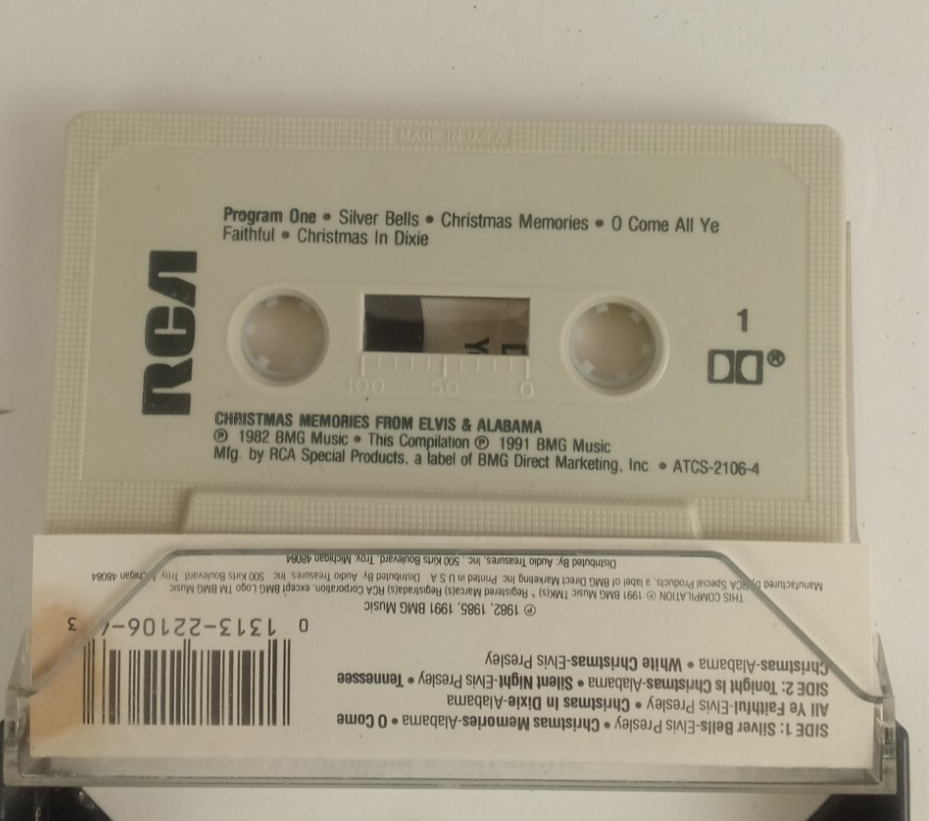 MADE IN U.S.A.
Program One • Silver Bells • Christmas Memories • O Come All Ye
Faithful • Christmas In Dixie
RCA
1
®
100 50 0
CHRISTMAS MEMORIES FROM ELVIS & ALABAMA
℗ 1982 BMG Music • This Compilation ℗ 1991 BMG Music
Mfg. by RCA Special Products, a label of BMG Direct Marketing, Inc. • ATCS-2106-4
SIDE 1: Silver Bells-Elvis Presley • Christmas Memories-Alabama • O Come
All Ye Faithful-Elvis Presley • Christmas In Dixie-Alabama
SIDE 2: Tonight Is Christmas-Alabama • Silent Night-Elvis Presley • Tennessee
Christmas-Alabama • White Christmas-Elvis Presley
0 1313-22106-4 3
℗ 1982, 1985, 1991 BMG Music
THIS COMPILATION ℗ 1991 BMG Music TMK(s) ® Registered Marca(s) Registrada(s) RCA Corporation, except BMG Logo TM BMG Music
Manufactured by RCA Special Products, a label of BMG Direct Marketing Inc. Printed in U S A Distributed By Audio Treasures, Inc. 500 Kirts Boulevard, Troy, Michigan 48084
Distributed By: Audio Treasures, Inc., 500 Kirts Boulevard, Troy, Michigan 48084